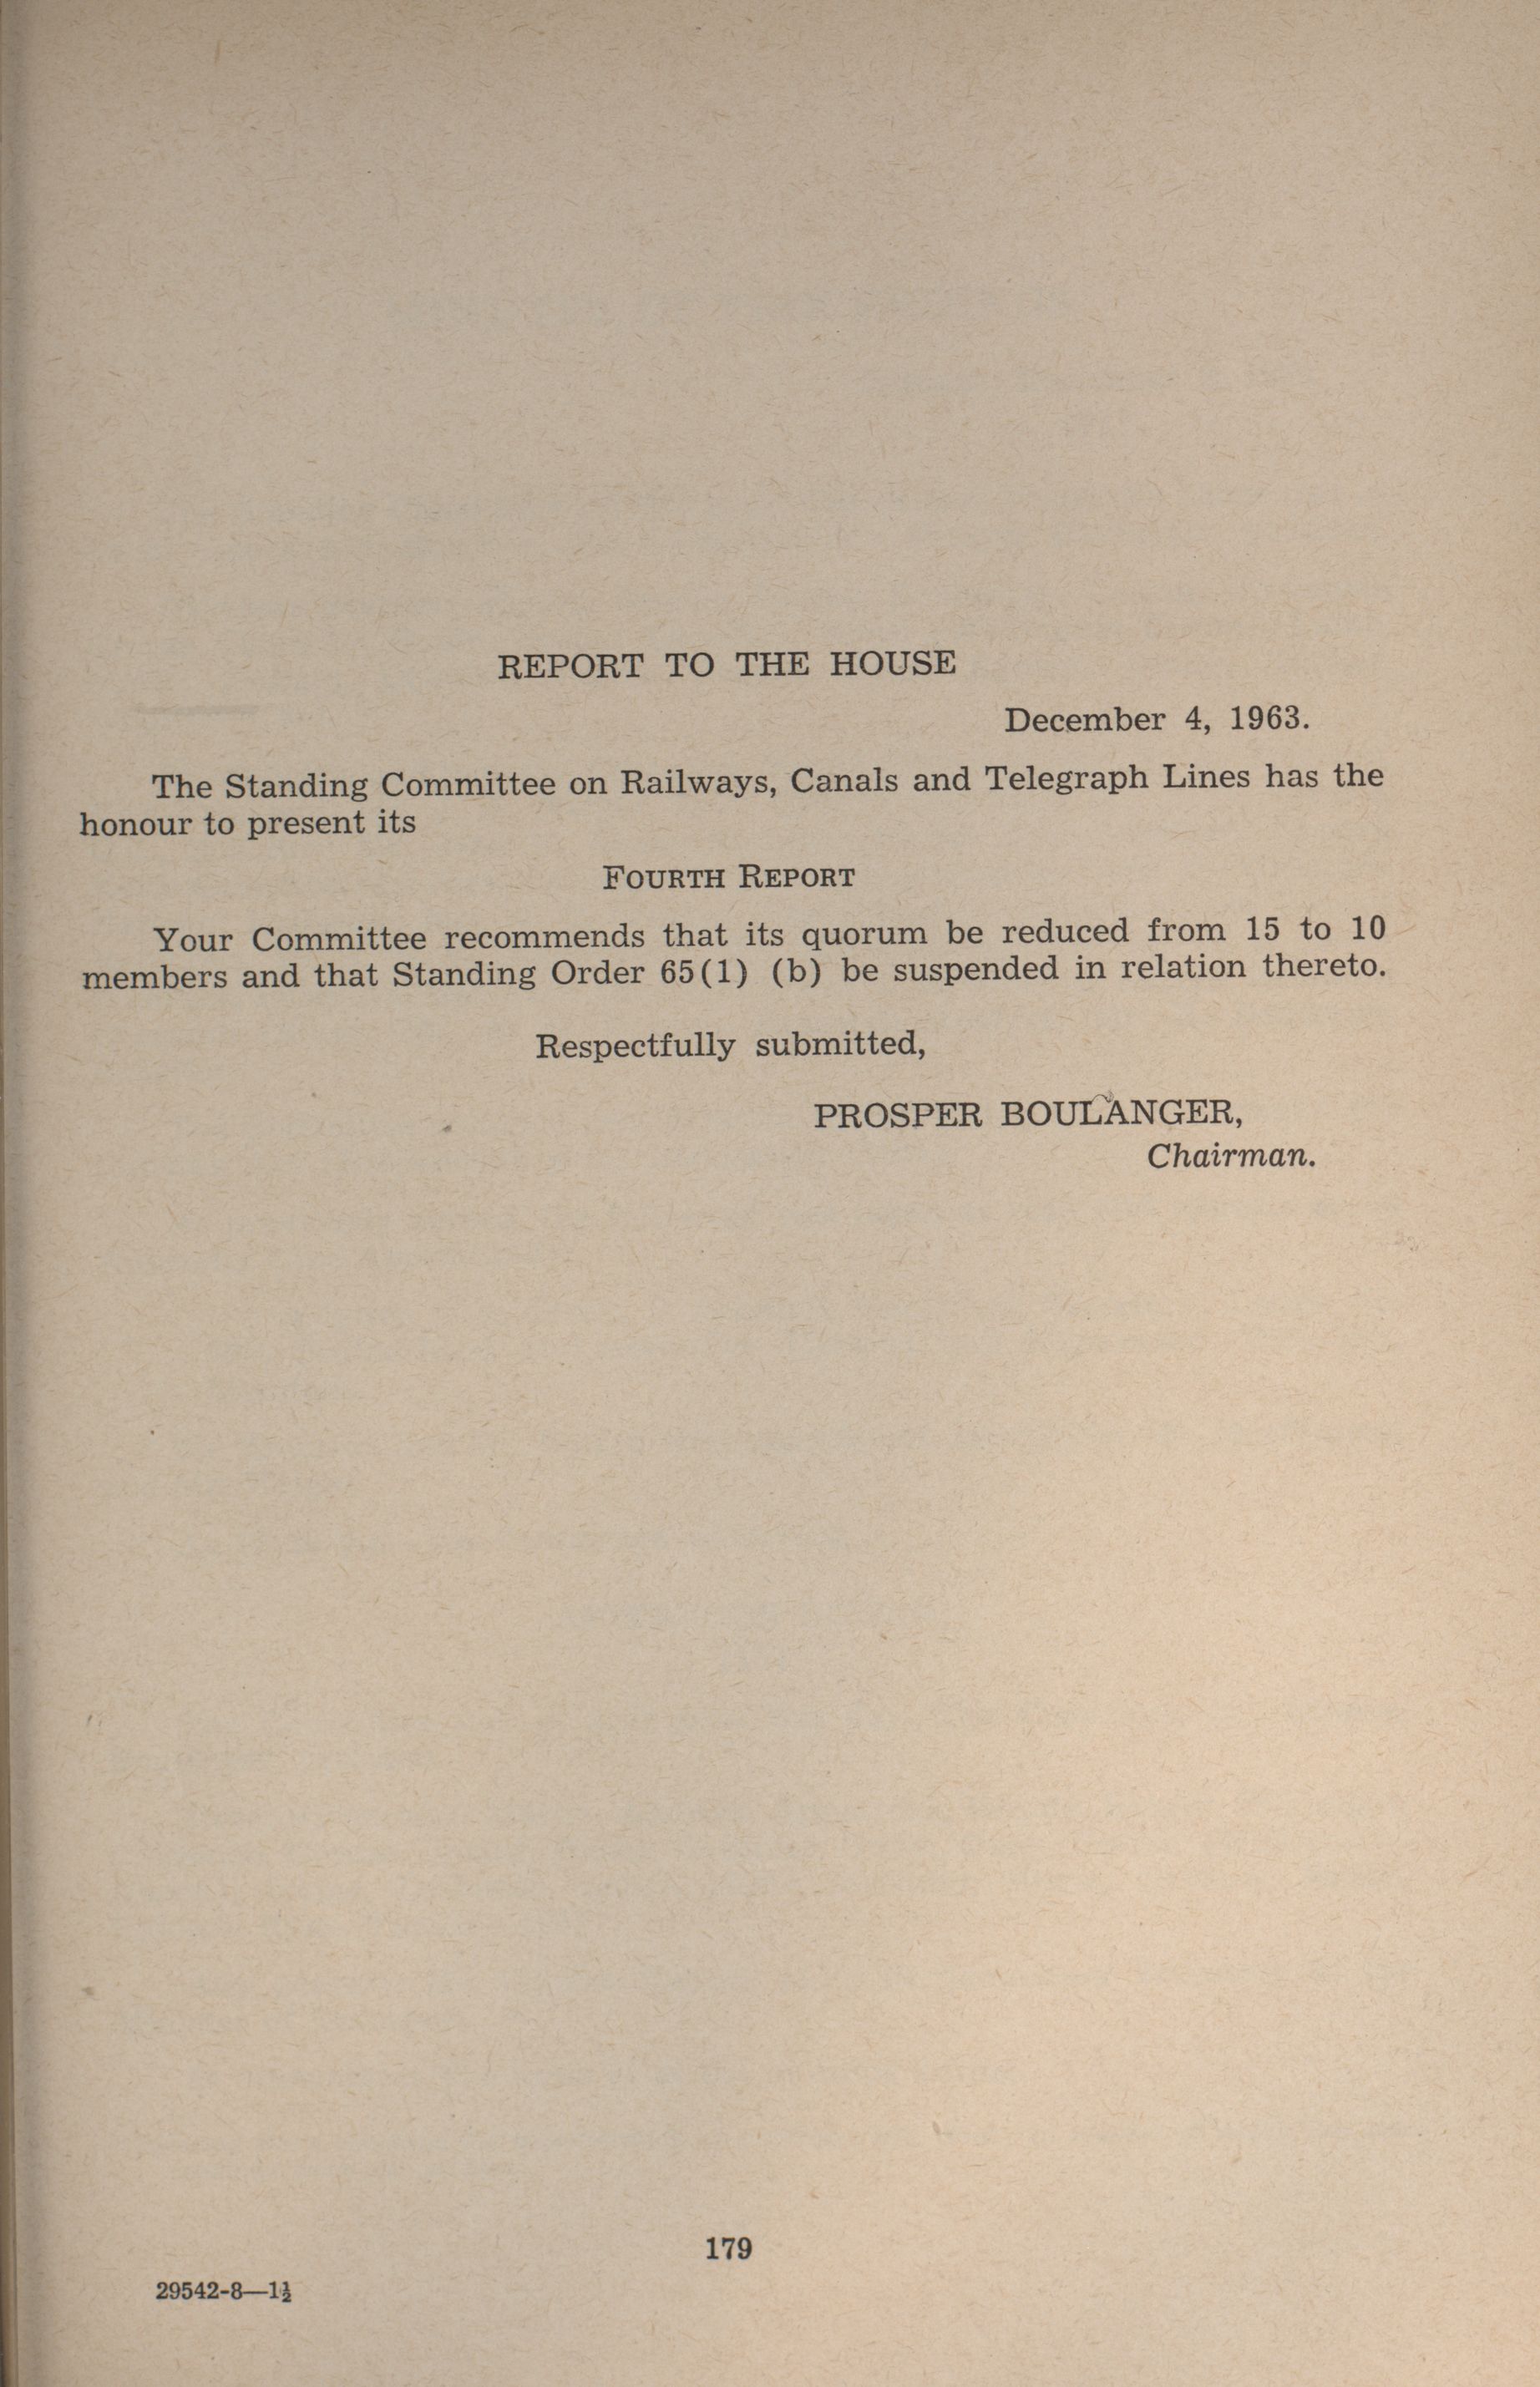 REPORT TO THE HOUSE
December 4, 1963.
The Standing Committee on Railways, Canals and Telegraph Lines has the
honour to present its
FOURTH REPORT
Your Committee recommends that its quorum be reduced from 15 to 10
members and that Standing Order 65(1) (b) be suspended in relation thereto.
Respectfully submitted,
PROSPER BOULANGER,
Chairman.
179
29542-8—1½